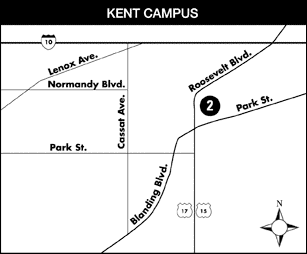 KENT CAMPUS
10
Lenox Ave.
Roosevelt Blvd.
Normandy Blvd.
Cassat Ave.
2
Park St.
Park St.
Blanding Blvd.
17
15
N